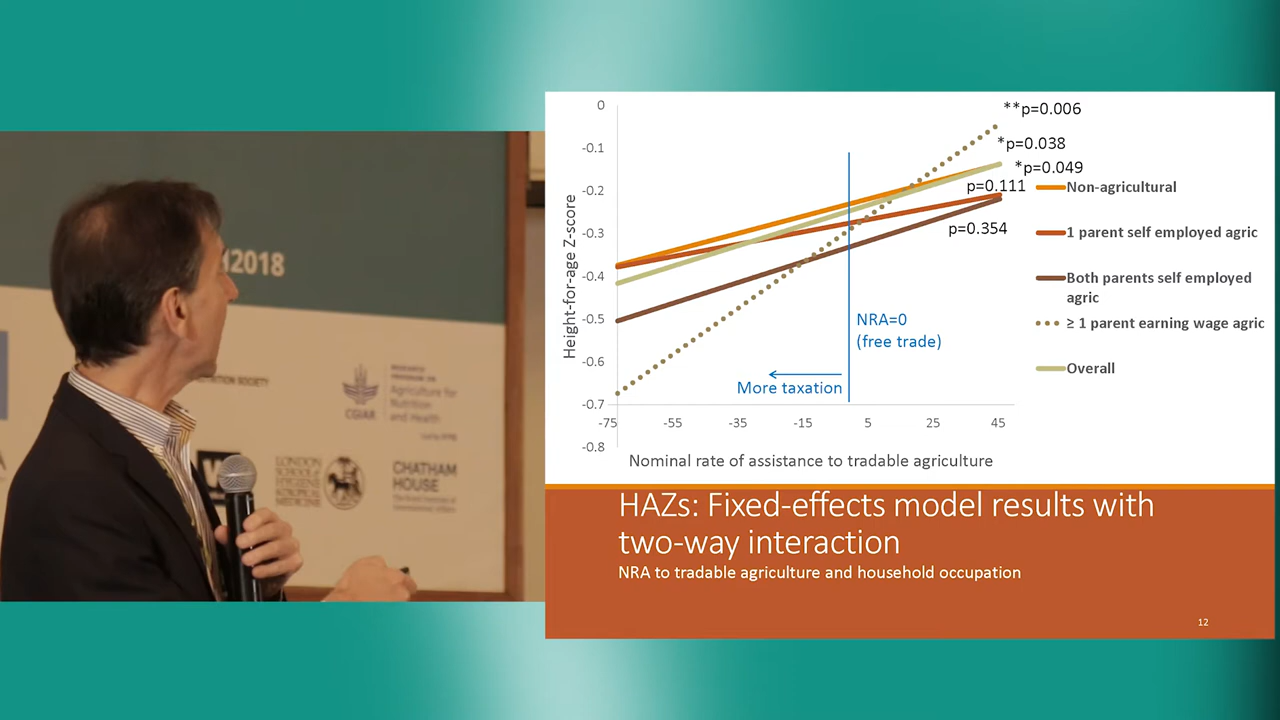 2018
NUTRITION SOCIETY
CGIAR
RESEARCH
PROGRAM ON
Agriculture for
Nutrition
and Health
LONDON
SCHOOL of
HYGIENE
& TROPICAL
MEDICINE
CHATHAM
HOUSE
0
-0.1
-0.2
-0.3
-0.4
-0.5
-0.6
-0.7
-0.8
Height-for-age Z-score
-75
-55
-35
-15
5
25
45
Nominal rate of assistance to tradable agriculture
**p=0.006
*p=0.038
*p=0.049
p=0.111
p=0.354
NRA=0
(free trade)
More taxation
Non-agricultural
1 parent self employed agric
Both parents self employed
agric
≥ 1 parent earning wage agric
Overall
HAZs: Fixed-effects model results with
two-way interaction
NRA to tradable agriculture and household occupation
12